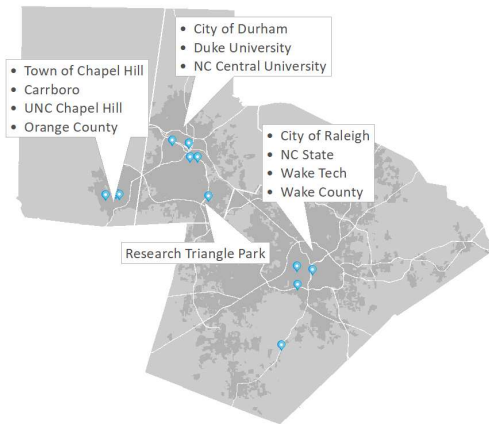 • City of Durham
• Duke University
• NC Central University
• Town of Chapel Hill
• Carrboro
• UNC Chapel Hill
• Orange County
• City of Raleigh
• NC State
• Wake Tech
• Wake County
Research Triangle Park